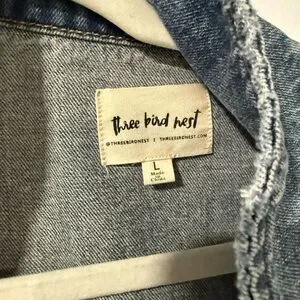 three bird nest
@THREEBIRDNEST | THREEBIRDNEST.COM
L
Made
in
China